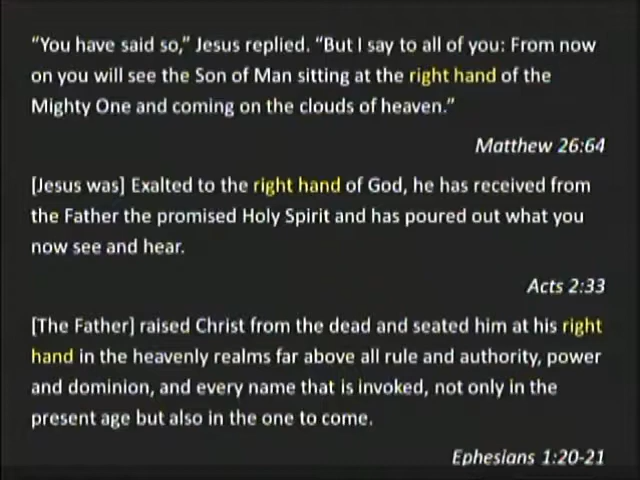 “You have said so,” Jesus replied. “But I say to all of you: From now
on you will see the Son of Man sitting at the right hand of the
Mighty One and coming on the clouds of heaven.”
Matthew 26:64
[Jesus was] Exalted to the right hand of God, he has received from
the Father the promised Holy Spirit and has poured out what you
now see and hear.
Acts 2:33
[The Father] raised Christ from the dead and seated him at his right
hand in the heavenly realms far above all rule and authority, power
and dominion, and every name that is invoked, not only in the
present age but also in the one to come.
Ephesians 1:20-21